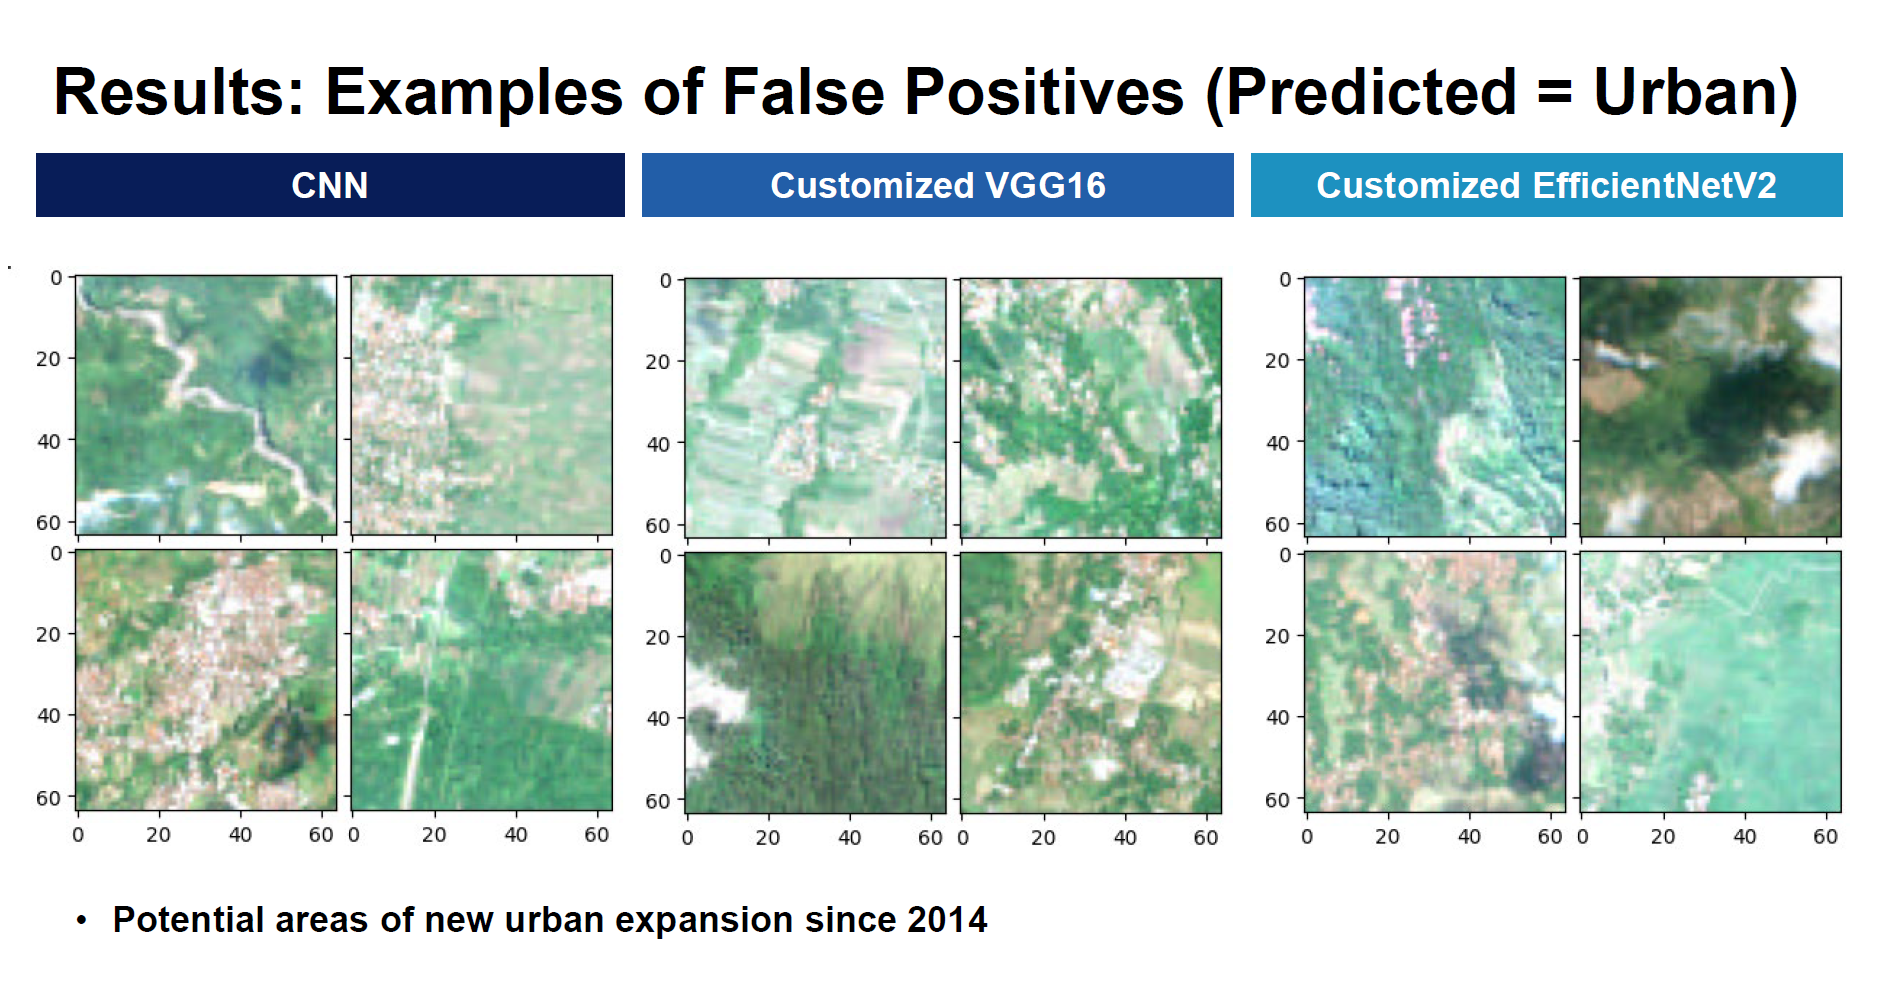 Results: Examples of False Positives (Predicted = Urban)
CNN
Customized VGG16
Customized EfficientNetV2
0
20
40
60
0
20
40
60
0 20 40 60
0 20 40 60
0
20
40
60
0
20
40
60
0 20 40 60
0 20 40 60
0
20
40
60
0
20
40
60
0 20 40 60
0 20 40 60
• Potential areas of new urban expansion since 2014